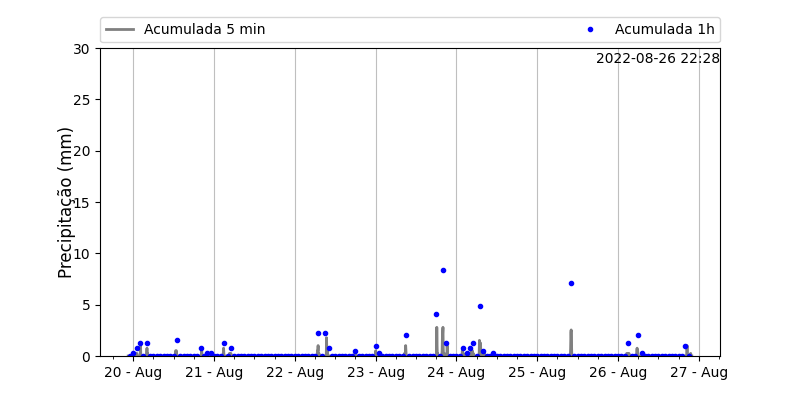 Acumulada 5 min
Acumulada 1h
2022-08-26 22:28
Precipitação (mm)
30
25
20
15
10
5
0
20 - Aug
21 - Aug
22 - Aug
23 - Aug
24 - Aug
25 - Aug
26 - Aug
27 - Aug